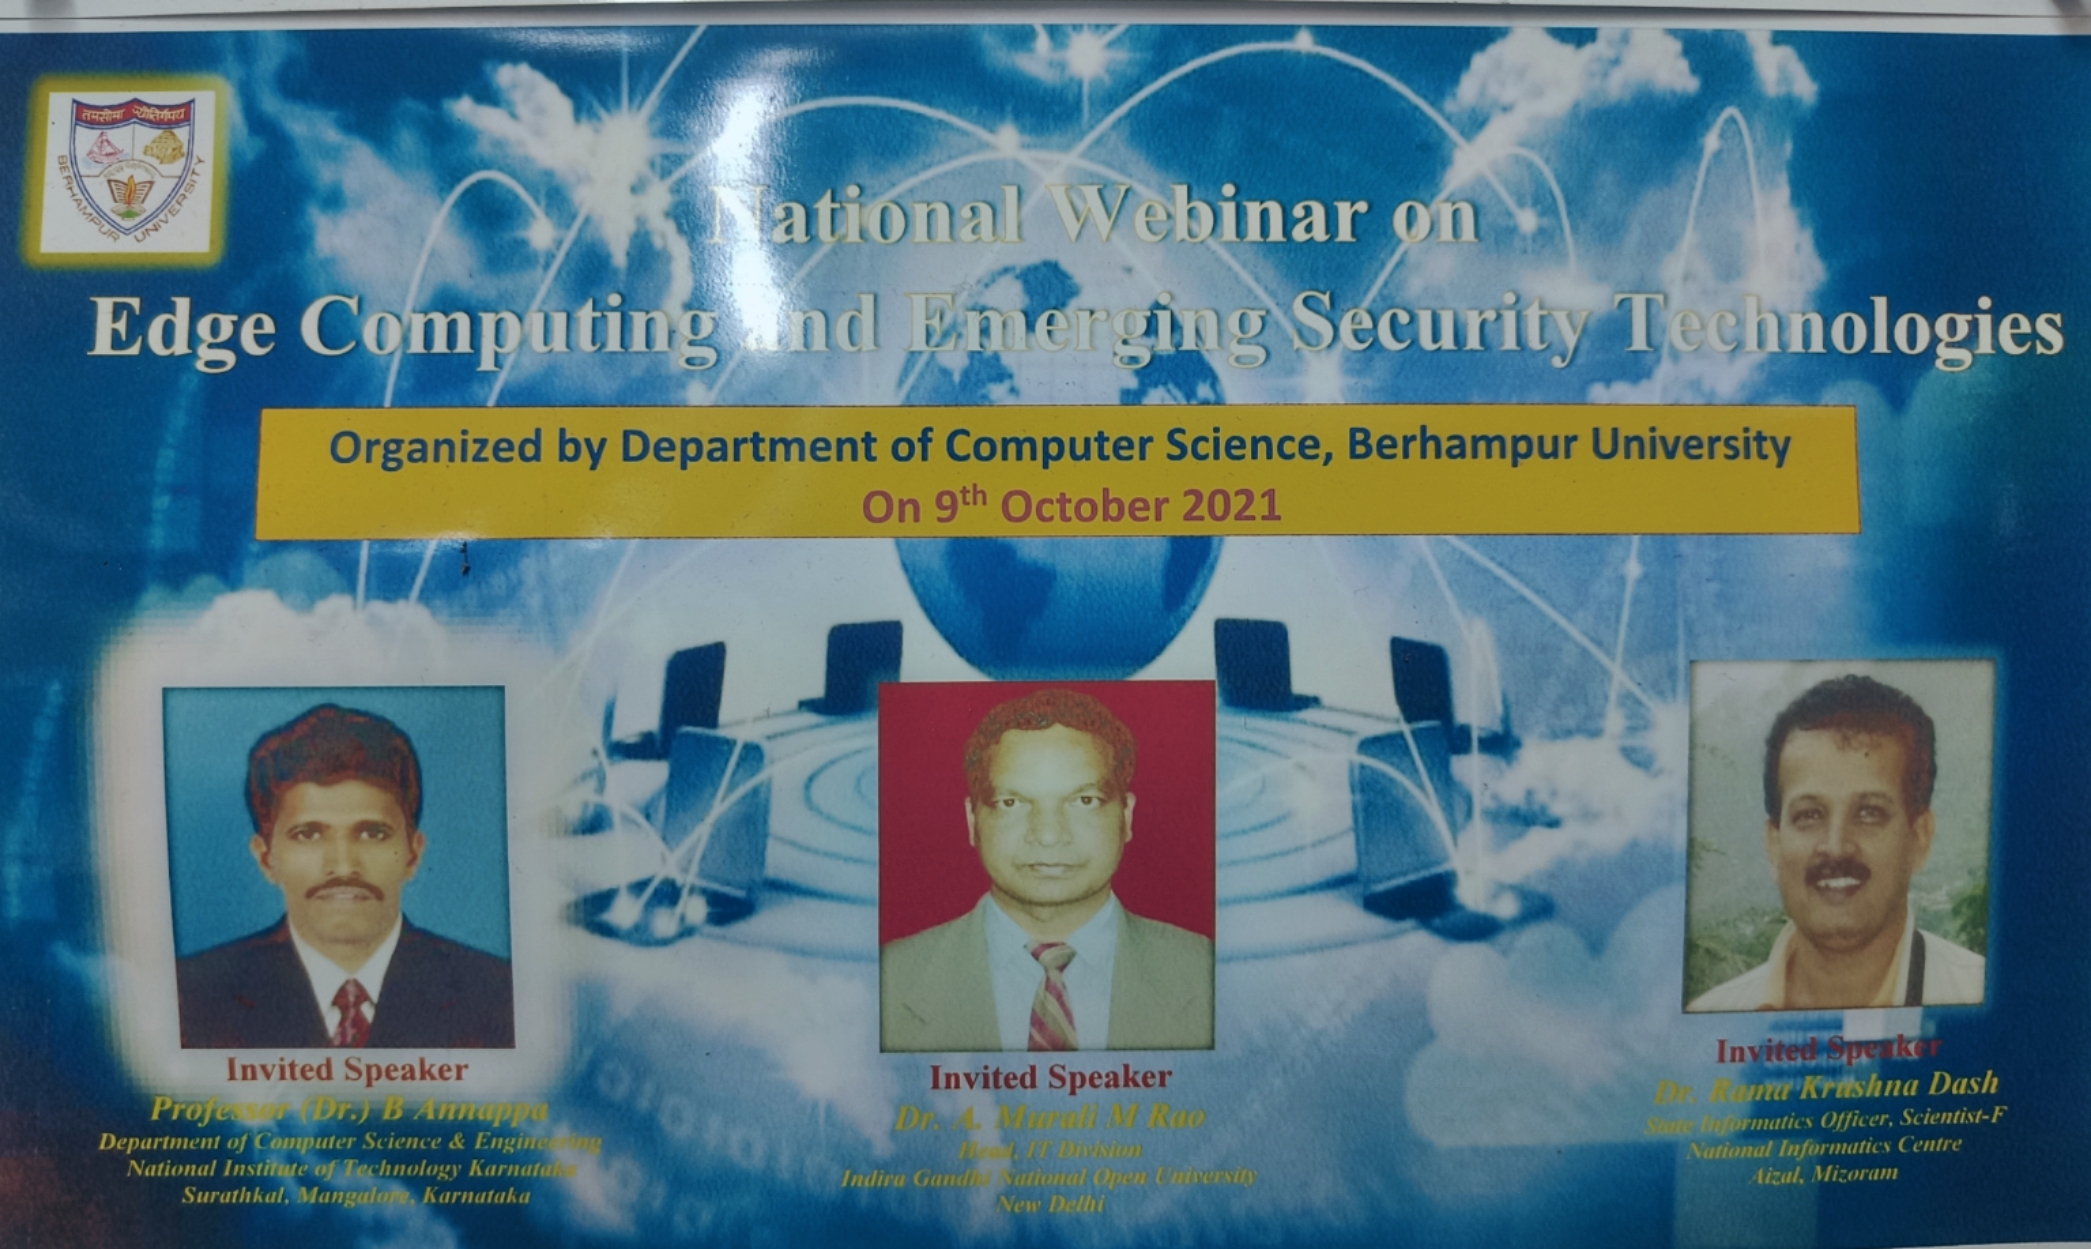 तमसोमा ज्योतिर्गमय
BERHAMPUR UNIVERSITY
National Webinar on
Edge Computing and Emerging Security Technologies
Organized by Department of Computer Science, Berhampur University
On 9th October 2021
Invited Speaker
Professor (Dr.) B Annappa
Department of Computer Science & Engineering
National Institute of Technology Karnataka
Surathkal, Mangalore, Karnataka
Invited Speaker
Dr. A. Murali M Rao
Head, IT Division
Indira Gandhi National Open University
New Delhi
Invited Speaker
Dr. Rama Krushna Dash
State Informatics Officer, Scientist-F
National Informatics Centre
Aizal, Mizoram